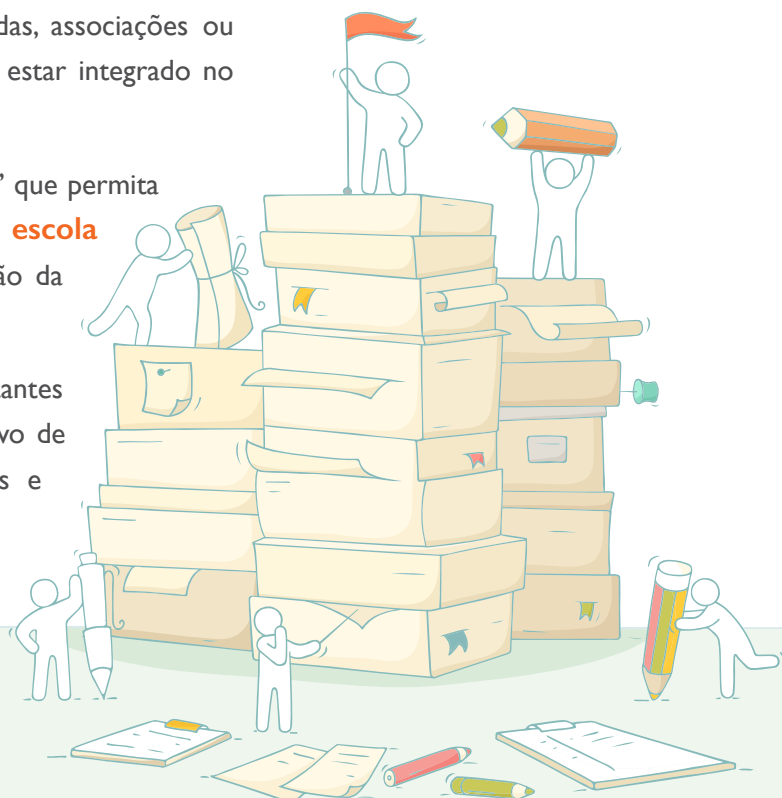 das, associações ou
estar integrado no
” que permita
escola
ão da
antes
vo de
s e